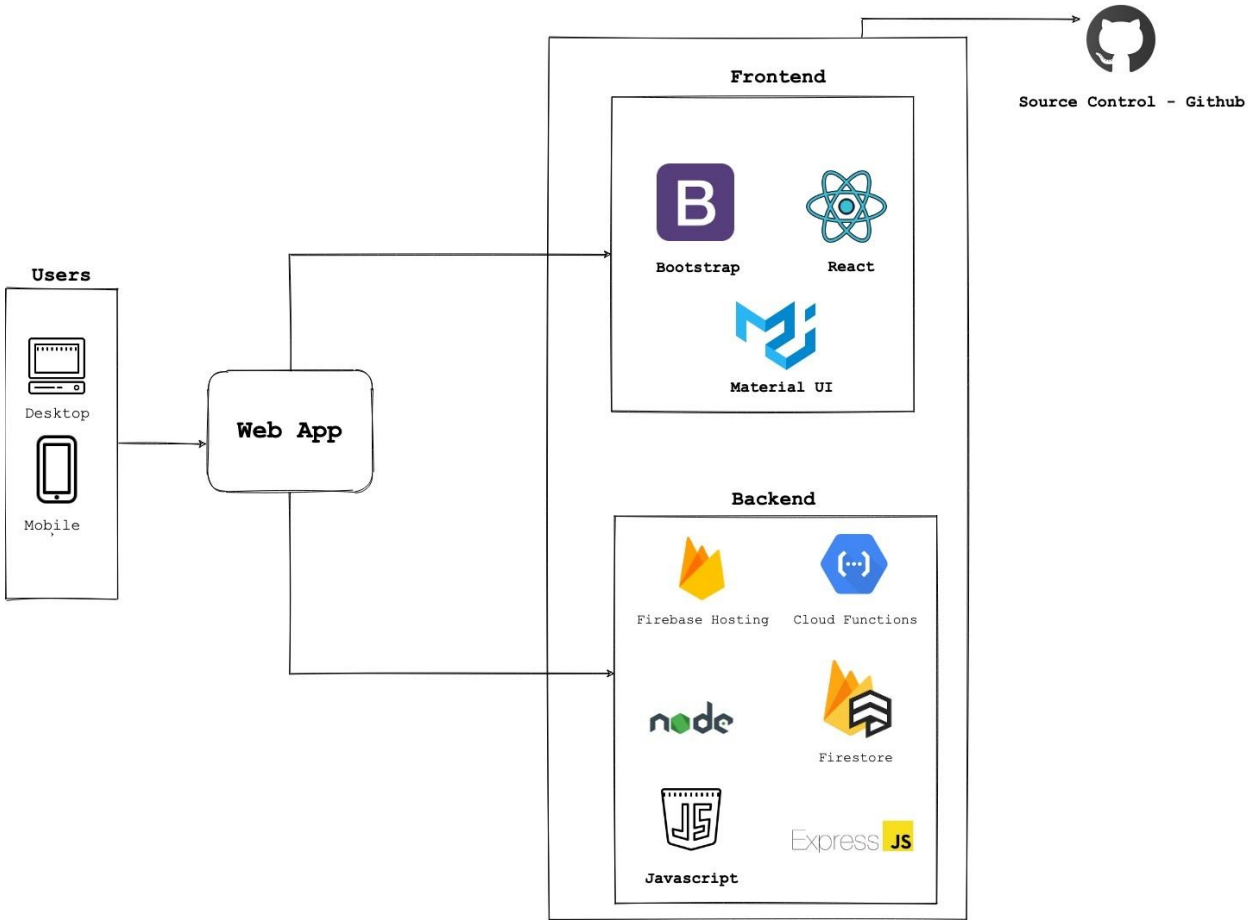 Source Control - Github
Frontend
B
Bootstrap
React
Material UI
Users
Desktop
Mobile
Web App
Backend
Firebase Hosting
Cloud Functions
node
Firestore
JS
Javascript
Express JS